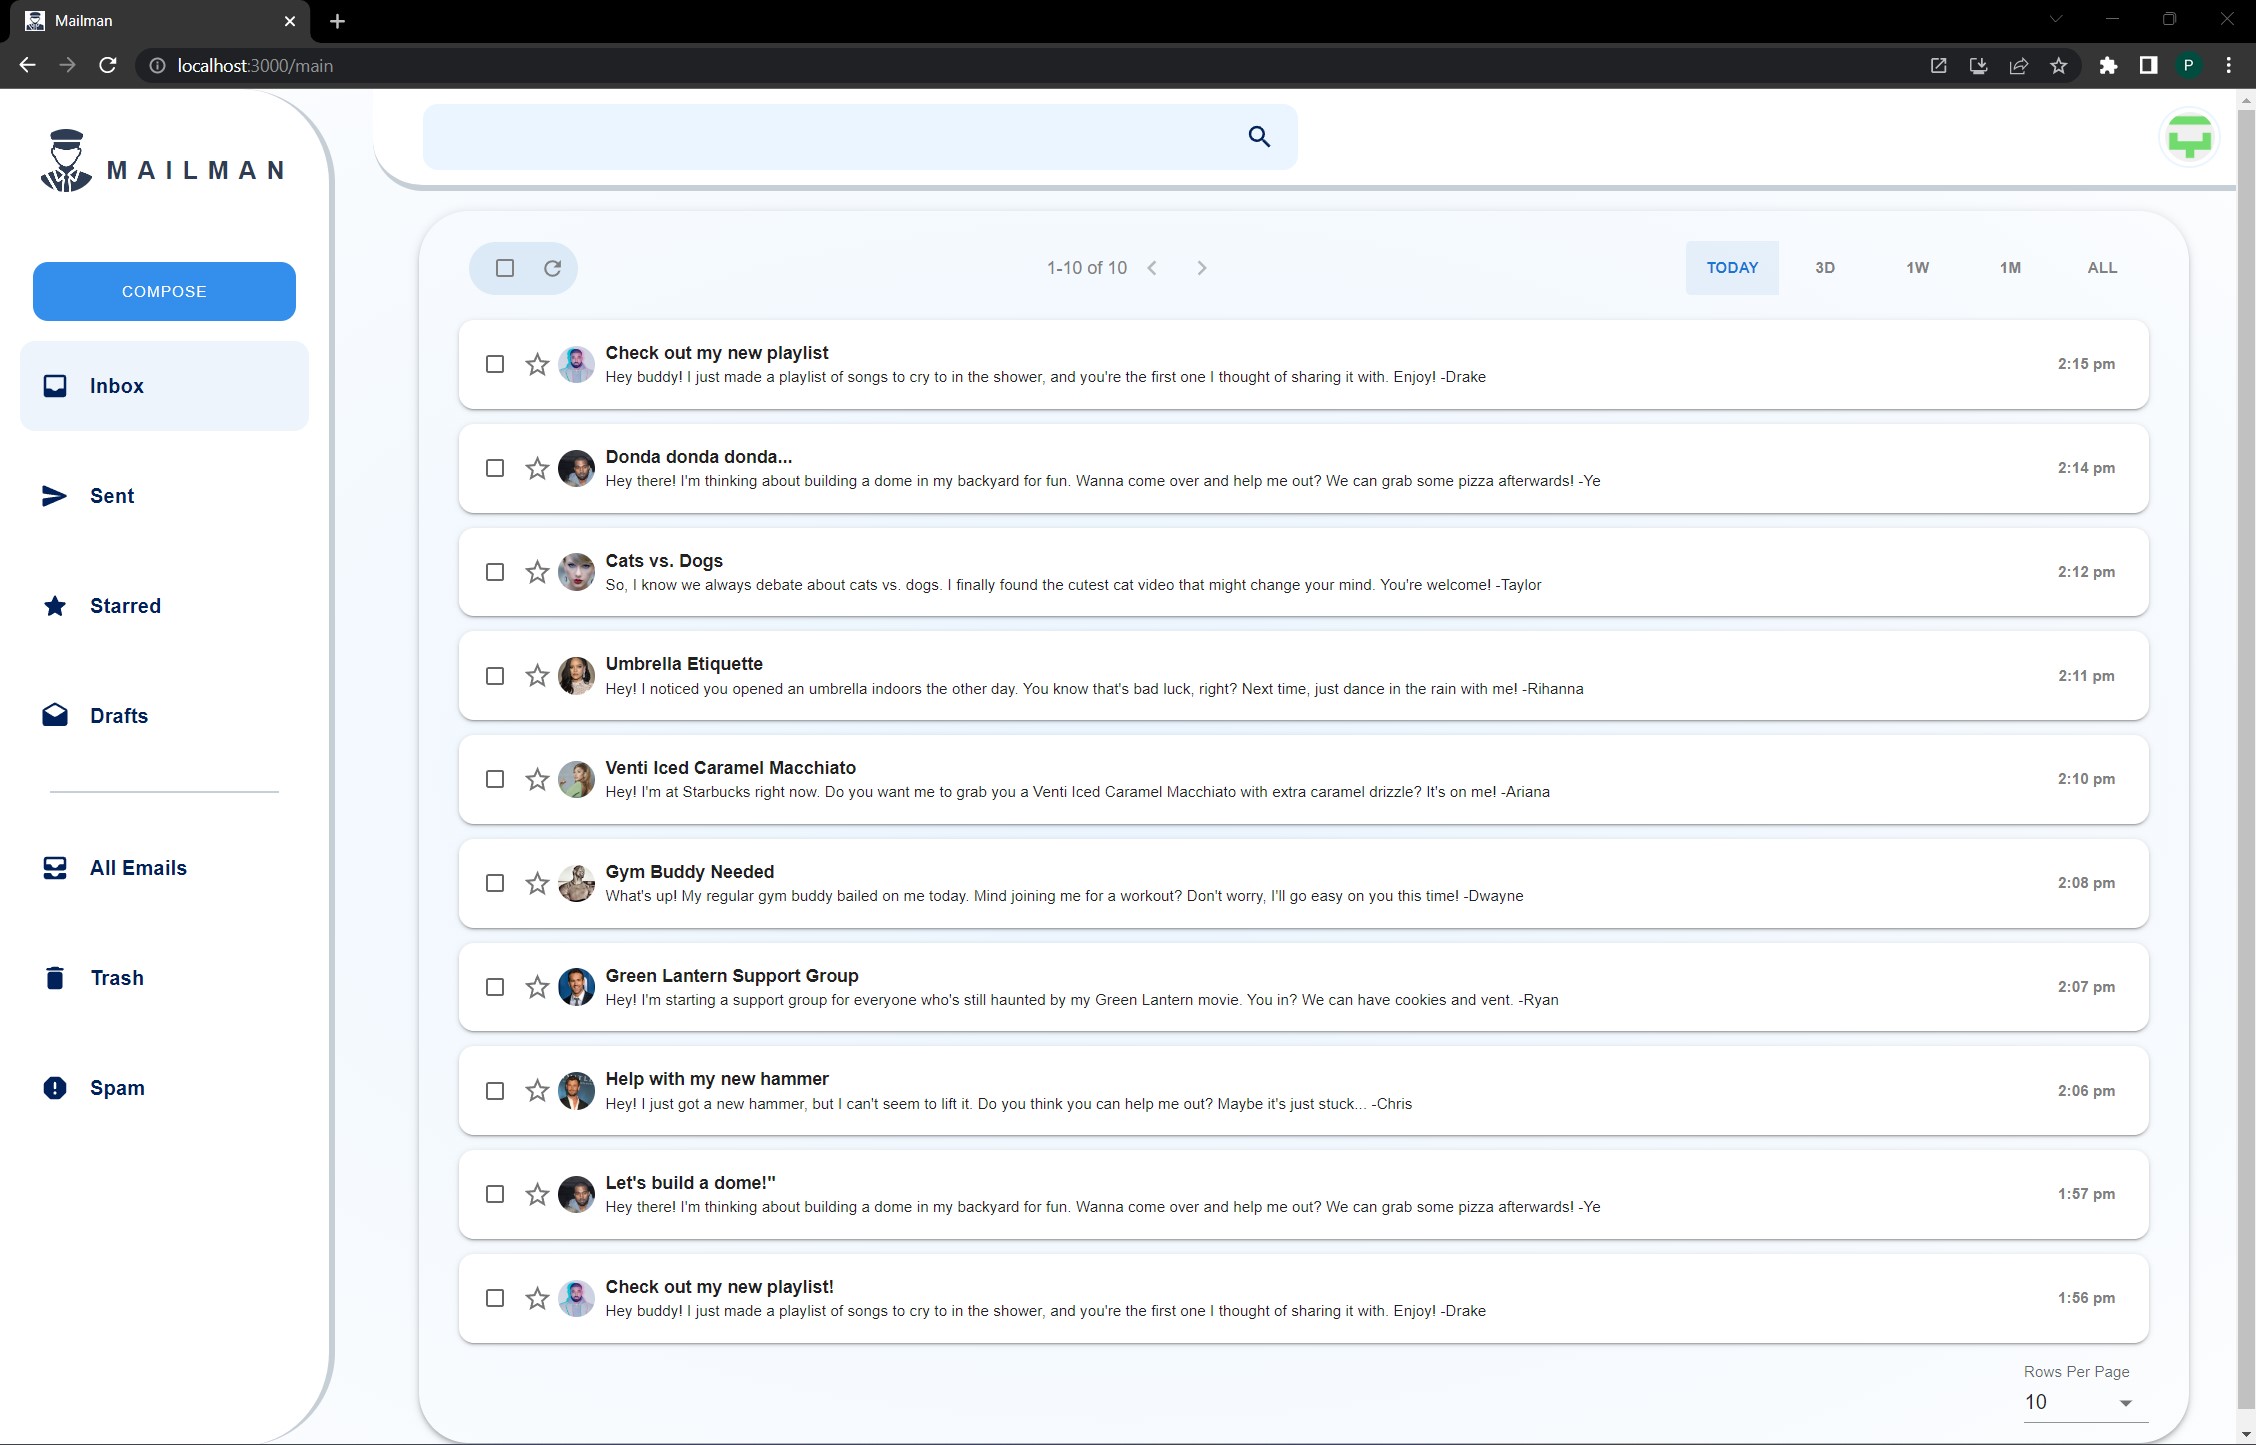 Mailman
localhost:3000/main
P
MAILMAN
COMPOSE
Inbox
Sent
Starred
Drafts
All Emails
Trash
Spam
1-10 of 10
TODAY 3D 1W 1M ALL
Check out my new playlist
Hey buddy! I just made a playlist of songs to cry to in the shower, and you're the first one I thought of sharing it with. Enjoy! -Drake
2:15 pm
Donda donda donda...
Hey there! I'm thinking about building a dome in my backyard for fun. Wanna come over and help me out? We can grab some pizza afterwards! -Ye
2:14 pm
Cats vs. Dogs
So, I know we always debate about cats vs. dogs. I finally found the cutest cat video that might change your mind. You're welcome! -Taylor
2:12 pm
Umbrella Etiquette
Hey! I noticed you opened an umbrella indoors the other day. You know that's bad luck, right? Next time, just dance in the rain with me! -Rihanna
2:11 pm
Venti Iced Caramel Macchiato
Hey! I'm at Starbucks right now. Do you want me to grab you a Venti Iced Caramel Macchiato with extra caramel drizzle? It's on me! -Ariana
2:10 pm
Gym Buddy Needed
What's up! My regular gym buddy bailed on me today. Mind joining me for a workout? Don't worry, I'll go easy on you this time! -Dwayne
2:08 pm
Green Lantern Support Group
Hey! I'm starting a support group for everyone who's still haunted by my Green Lantern movie. You in? We can have cookies and vent. -Ryan
2:07 pm
Help with my new hammer
Hey! I just got a new hammer, but I can't seem to lift it. Do you think you can help me out? Maybe it's just stuck... -Chris
2:06 pm
Let's build a dome!"
Hey there! I'm thinking about building a dome in my backyard for fun. Wanna come over and help me out? We can grab some pizza afterwards! -Ye
1:57 pm
Check out my new playlist!
Hey buddy! I just made a playlist of songs to cry to in the shower, and you're the first one I thought of sharing it with. Enjoy! -Drake
1:56 pm
Rows Per Page
10